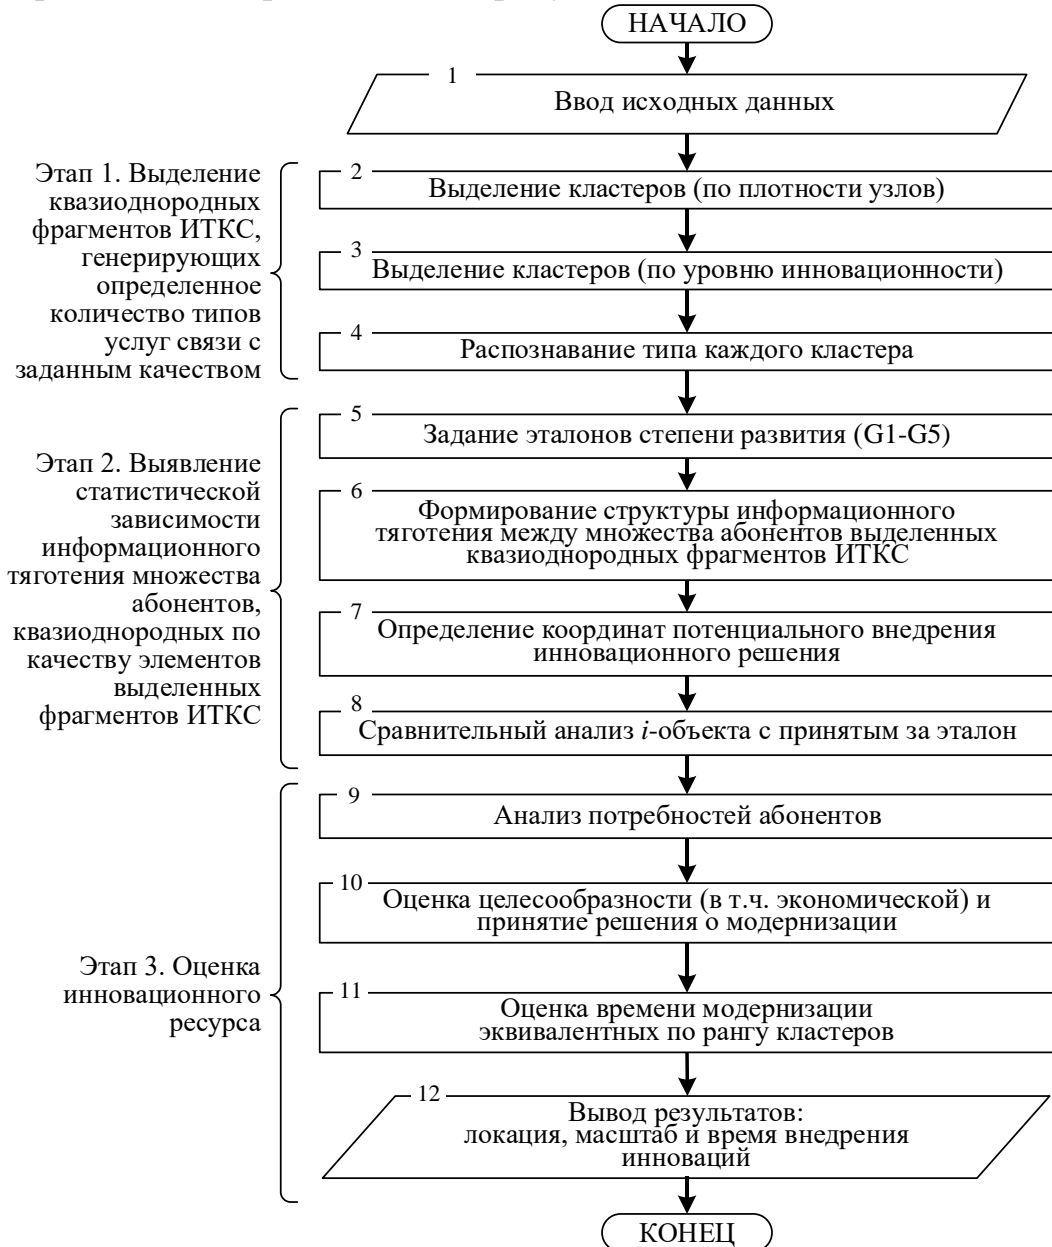 НАЧАЛО
1
Ввод исходных данных
Этап 1. Выделение
квазиоднородных
фрагментов ИТКС,
генерирующих
определенное
количество типов
услуг связи с
заданным качеством
2
Выделение кластеров (по плотности узлов)
3
Выделение кластеров (по уровню инновационности)
4
Распознавание типа каждого кластера
Этап 2. Выявление
статистической
зависимости
информационного
тяготения множества
абонентов,
квазиоднородных по
качеству элементов
выделенных
фрагментов ИТКС
5
Задание эталонов степени развития (G1-G5)
6
Формирование структуры информационного
тяготения между множества абонентов выделенных
квазиоднородных фрагментов ИТКС
7
Определение координат потенциального внедрения
инновационного решения
8
Сравнительный анализ i-объекта с принятым за эталон
Этап 3. Оценка
инновационного
ресурса
9
Анализ потребностей абонентов
10
Оценка целесообразности (в т.ч. экономической) и
принятие решения о модернизации
11
Оценка времени модернизации
эквивалентных по рангу кластеров
12
Вывод результатов:
локация, масштаб и время внедрения
инноваций
КОНЕЦ